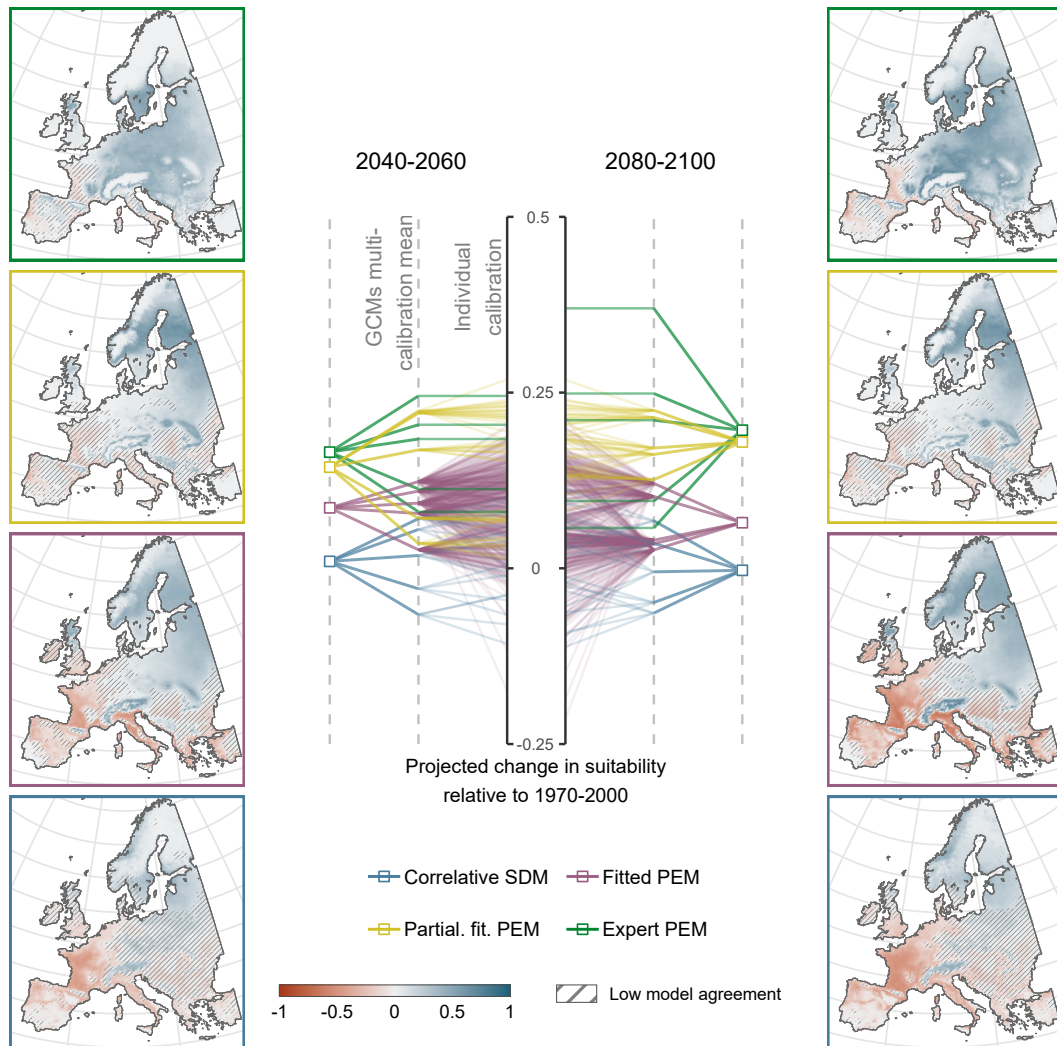 2040-2060
2080-2100
GCMs multi-
calibration mean
Individual
calibration
0.5
0.25
0
-0.25
Projected change in suitability
relative to 1970-2000
Correlative SDM
Fitted PEM
Partial. fit. PEM
Expert PEM
-1
-0.5
0
0.5
1
Low model agreement